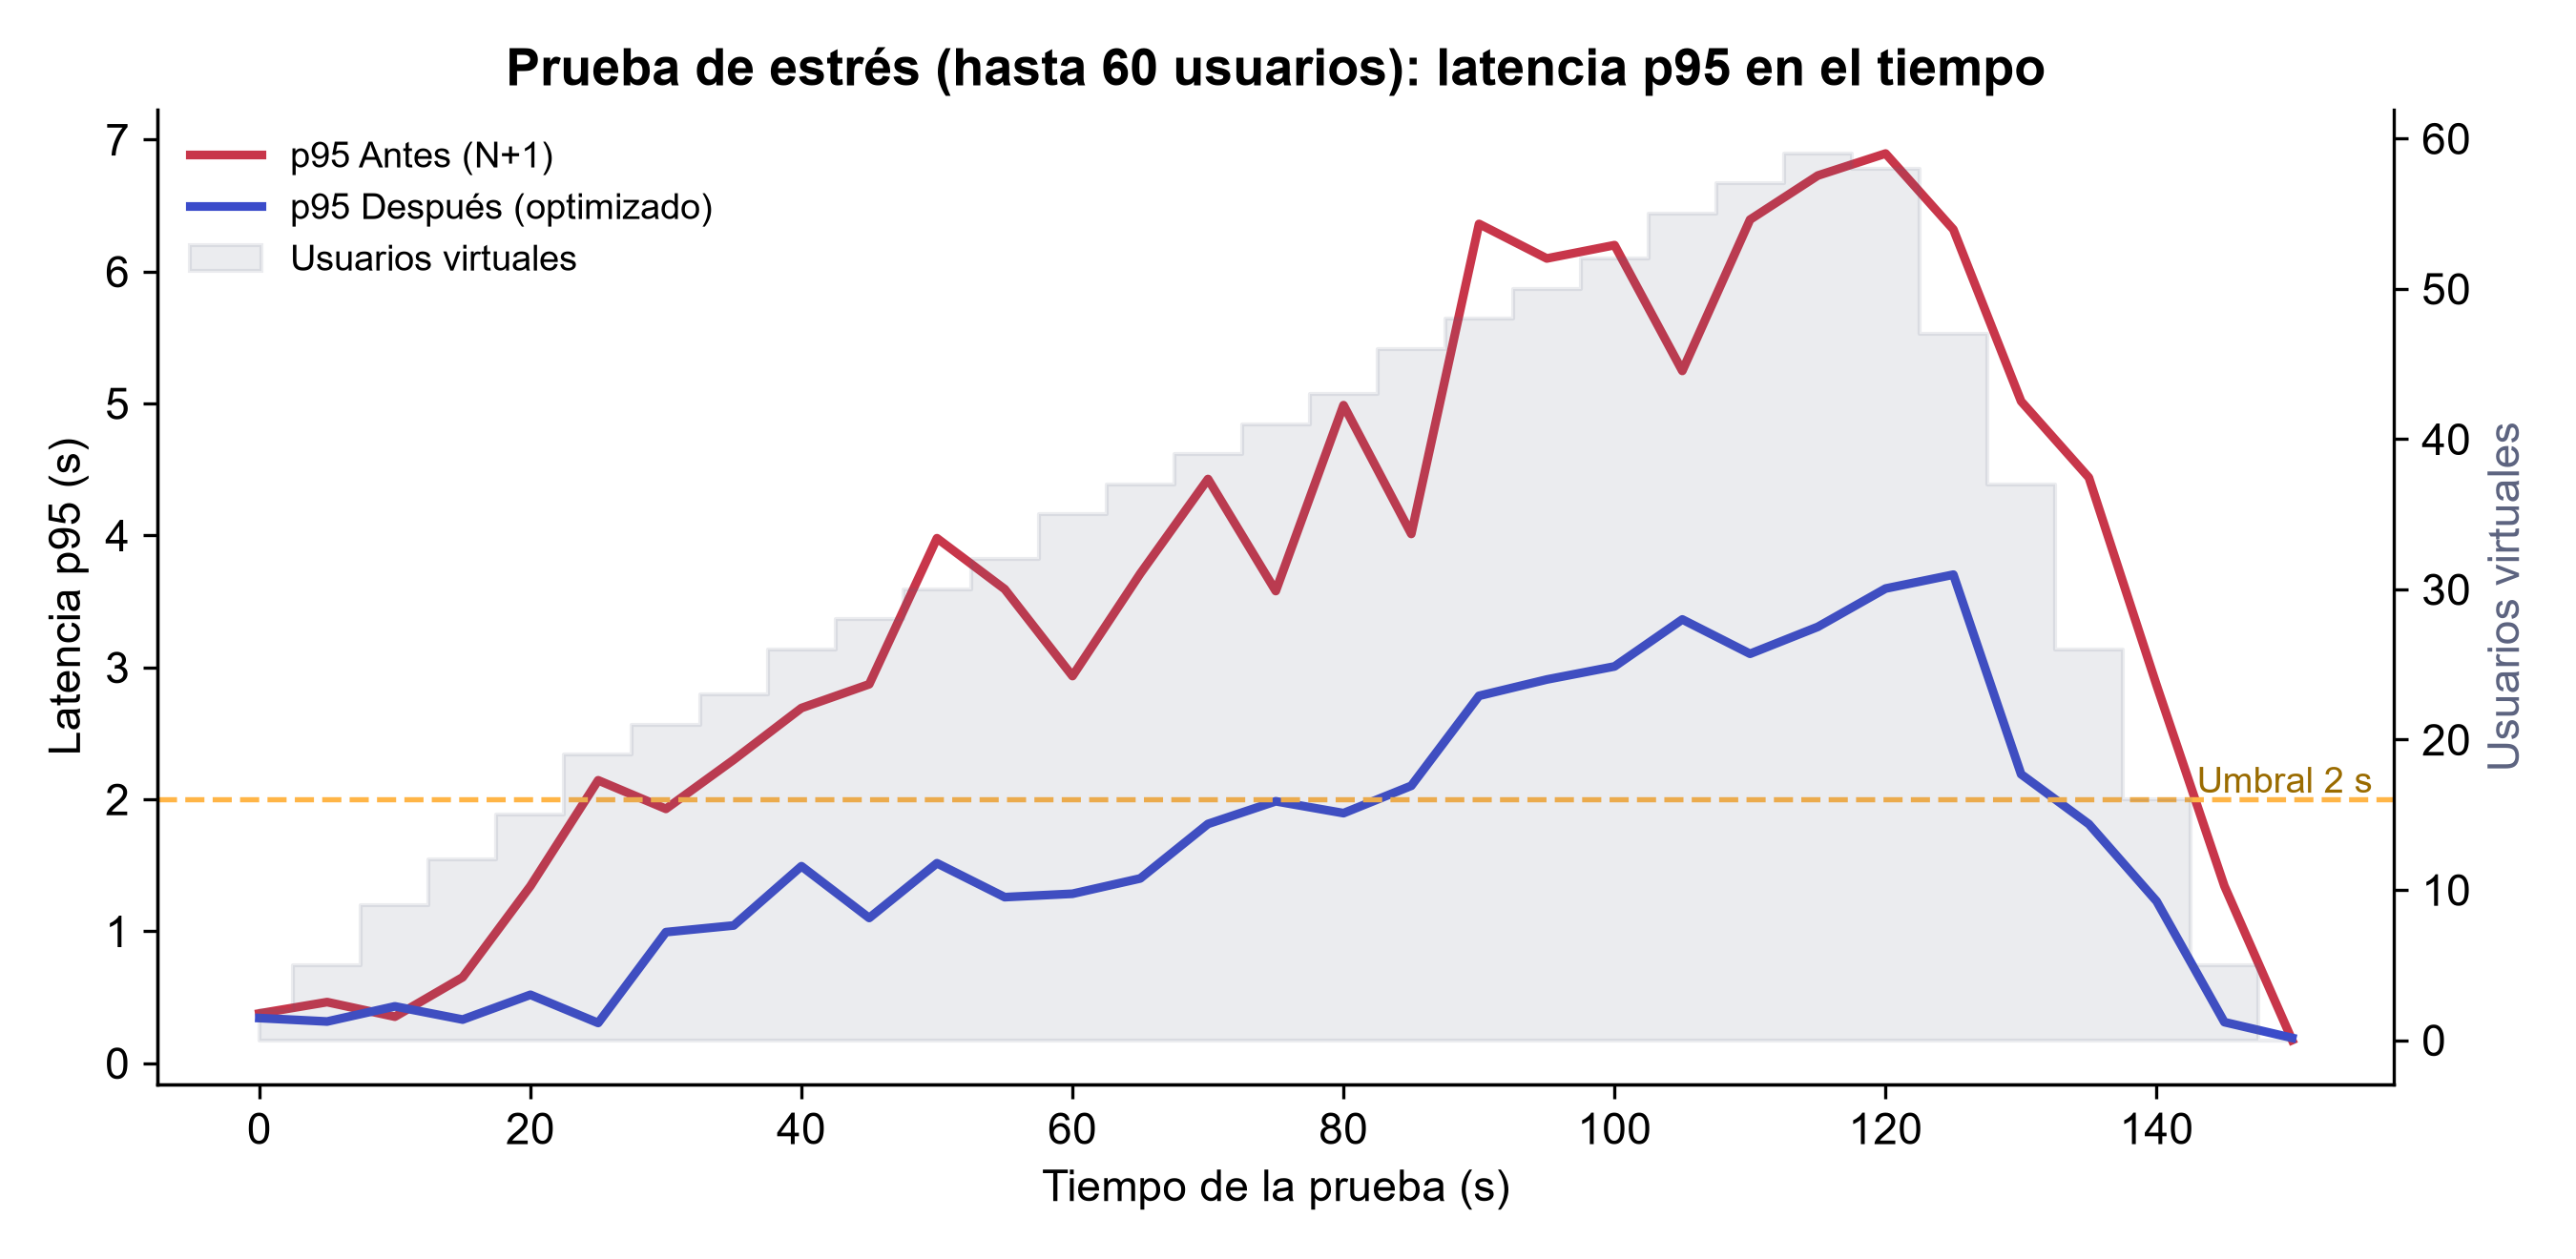 Prueba de estrés (hasta 60 usuarios): latencia p95 en el tiempo
p95 Antes (N+1)
p95 Después (optimizado)
Usuarios virtuales
Latencia p95 (s)
7
6
5
4
3
2
1
0
Umbral 2 s
60
50
40
30
20
10
0
Usuarios virtuales
0 20 40 60 80 100 120 140
Tiempo de la prueba (s)